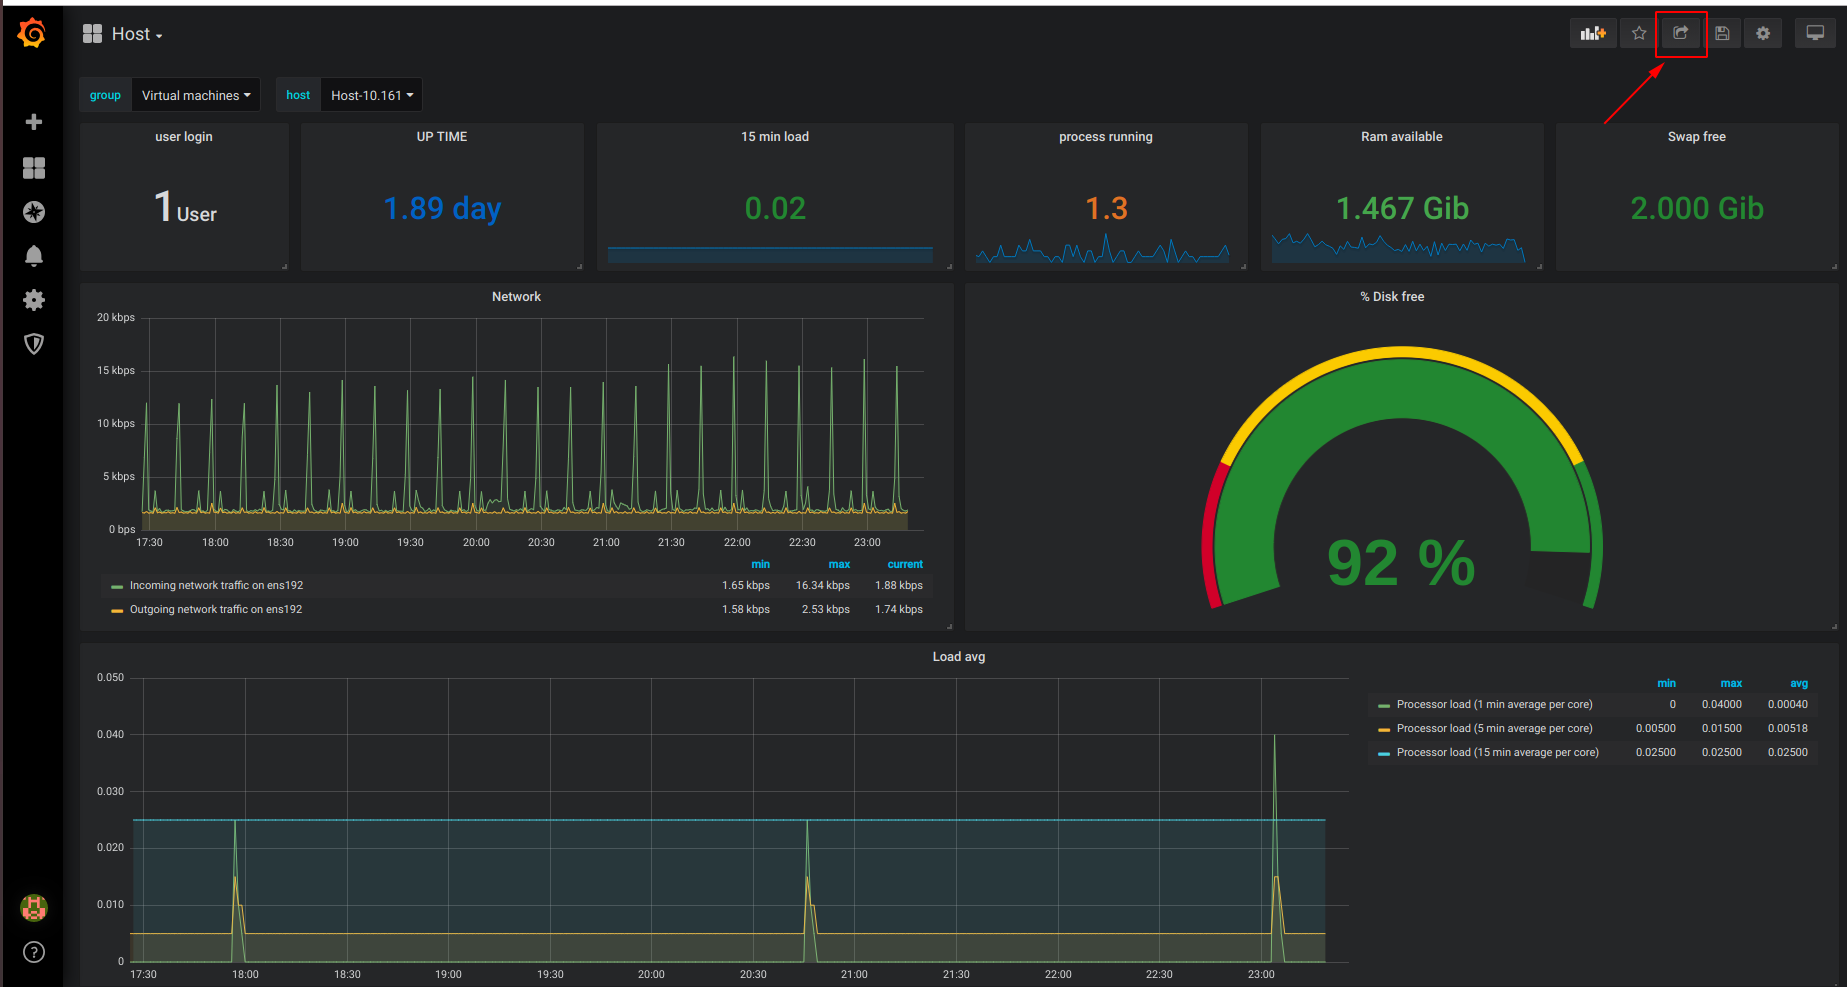 Host
group Virtual machines host Host-10.161
user login
1 User
UP TIME
1.89 day
15 min load
0.02
process running
1.3
Ram available
1.467 Gib
Swap free
2.000 Gib
Network
20 kbps
15 kbps
10 kbps
5 kbps
0 bps
17:30 18:00 18:30 19:00 19:30 20:00 20:30 21:00 21:30 22:00 22:30 23:00
min max current
Incoming network traffic on ens192 1.65 kbps 16.34 kbps 1.88 kbps
Outgoing network traffic on ens192 1.58 kbps 2.53 kbps 1.74 kbps
% Disk free
92 %
Load avg
0.050
0.040
0.030
0.020
0.010
0
17:30 18:00 18:30 19:00 19:30 20:00 20:30 21:00 21:30 22:00 22:30 23:00
min max avg
Processor load (1 min average per core) 0 0.04000 0.00040
Processor load (5 min average per core) 0.00500 0.01500 0.00518
Processor load (15 min average per core) 0.02500 0.02500 0.02500